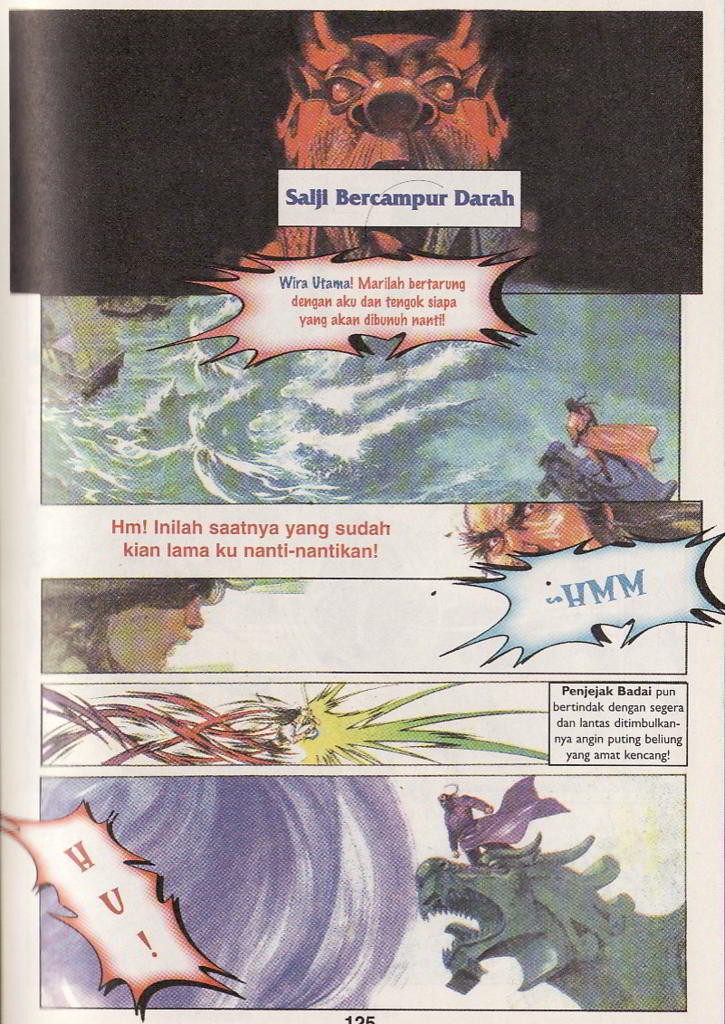 Salji Bercampur Darah
Wira Utama! Marilah bertarung
dengan aku dan tengok siapa
yang akan dibunuh nanti!
Hm! Inilah saatnya yang sudah
kian lama ku nanti-nantikan!
HMM
Penjejak Badai pun
bertindak dengan segera
dan lantas ditimbulkan-
nya angin puting beliung
yang amat kencang!
HU!
125